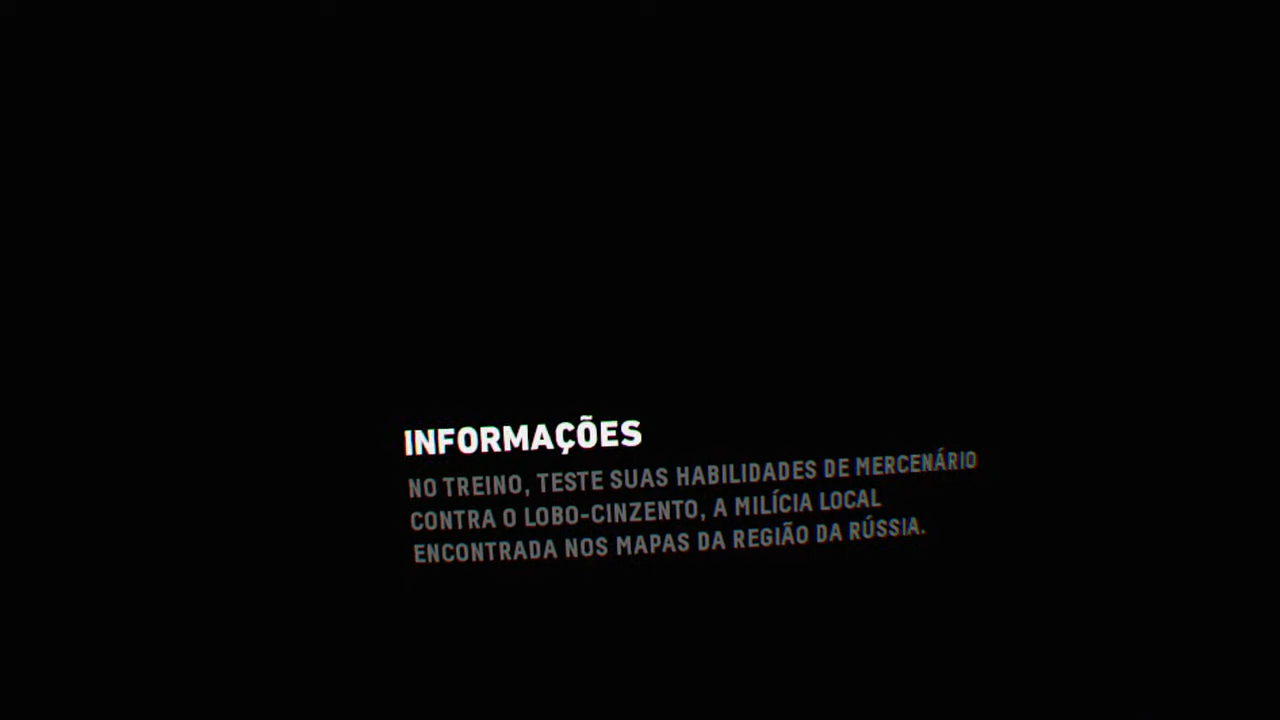 INFORMAÇÕES
NO TREINO, TESTE SUAS HABILIDADES DE MERCENÁRIO
CONTRA O LOBO-CINZENTO, A MILÍCIA LOCAL
ENCONTRADA NOS MAPAS DA REGIÃO DA RÚSSIA.